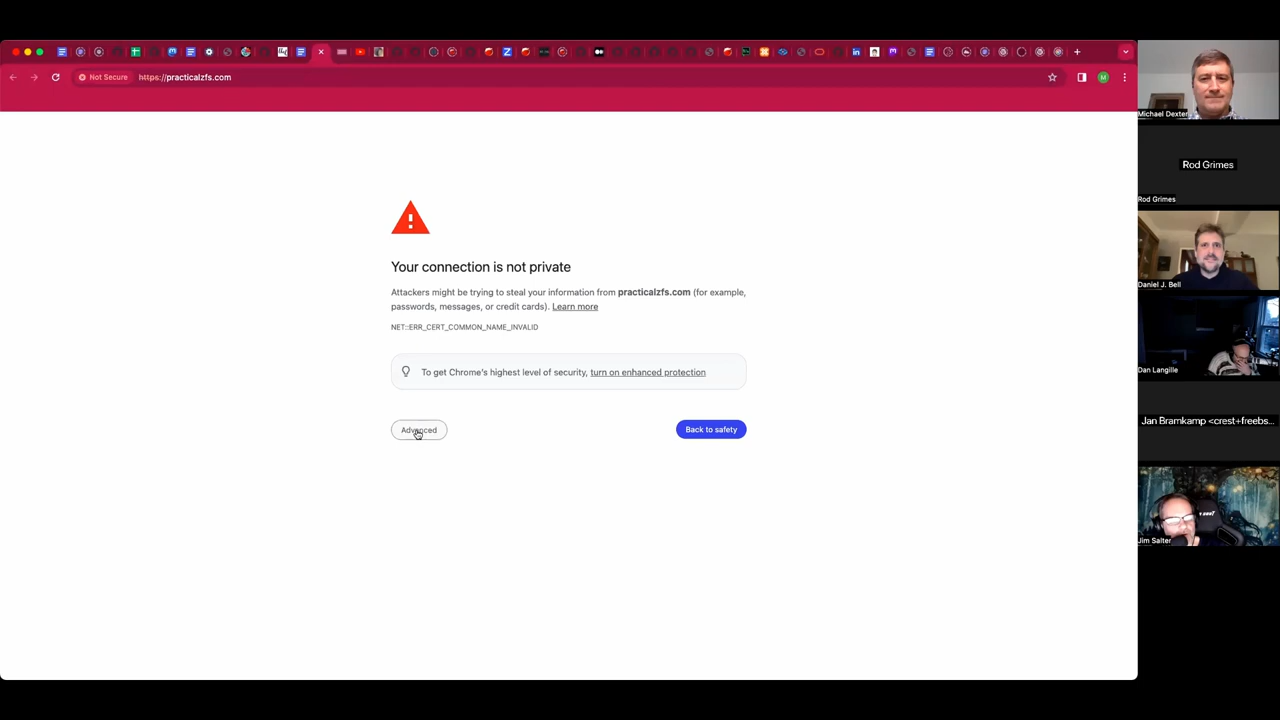 Not Secure
https://practicalzfs.com
M
Your connection is not private
Attackers might be trying to steal your information from practicalzfs.com (for example,
passwords, messages, or credit cards). Learn more
NET::ERR_CERT_COMMON_NAME_INVALID
To get Chrome's highest level of security, turn on enhanced protection
Advanced
Back to safety
Michael Dexter
Rod Grimes
Rod Grimes
Daniel J. Bell
Dan Langille
Jan Bramkamp <crest+freebs...
Jim Salter